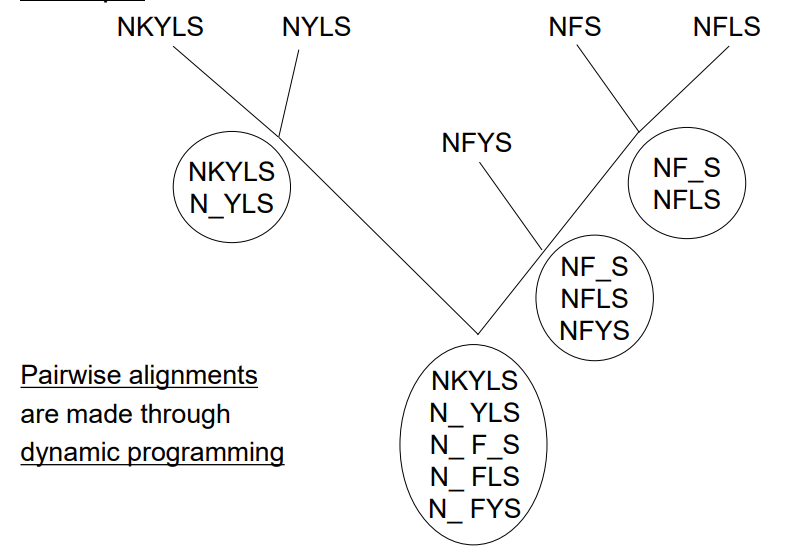 NKYLS
NYLS
NFS
NFLS
NFYS
NKYLS
N_YLS
NF_S
NFLS
NF_S
NFLS
NFYS
Pairwise alignments
are made through
dynamic programming
NKYLS
N_ YLS
N_ F_S
N_ FLS
N_ FYS